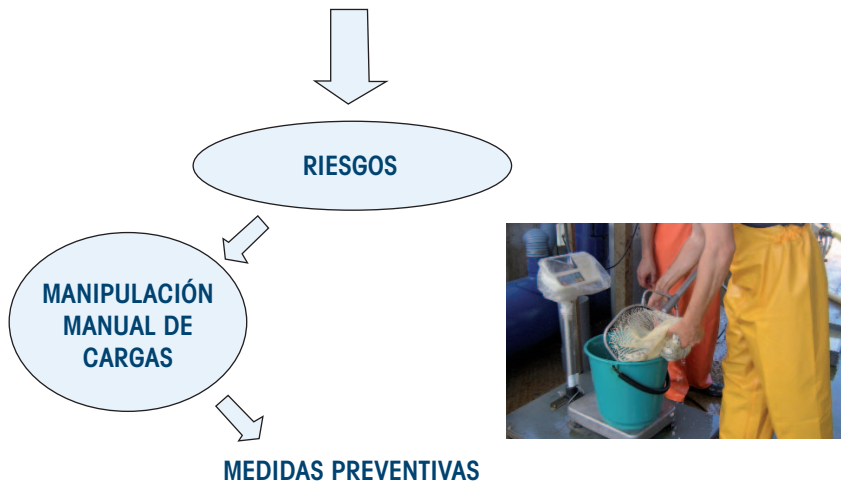 RIESGOS
MANIPULACIÓN
MANUAL DE
CARGAS
MEDIDAS PREVENTIVAS